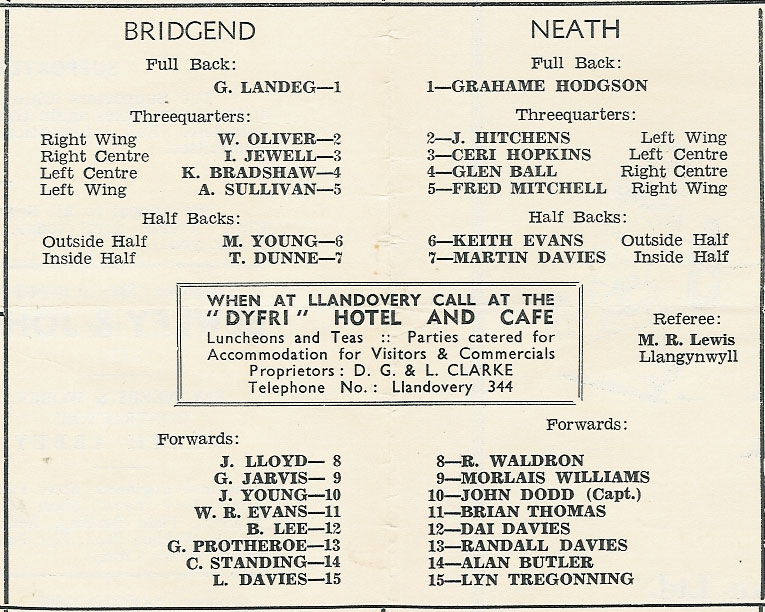 BRIDGEND
Full Back:
G. LANDEG—1
Threequarters:
Right Wing W. OLIVER—2
Right Centre I. JEWELL—3
Left Centre K. BRADSHAW—4
Left Wing A. SULLIVAN—5
Half Backs:
Outside Half M. YOUNG—6
Inside Half T. DUNNE—7
NEATH
Full Back:
1—GRAHAME HODGSON
Threequarters:
2—J. HITCHENS Left Wing
3—CERI HOPKINS Left Centre
4—GLEN BALL Right Centre
5—FRED MITCHELL Right Wing
Half Backs:
6—KEITH EVANS Outside Half
7—MARTIN DAVIES Inside Half
WHEN AT LLANDOVERY CALL AT THE
"DYFRI" HOTEL AND CAFE
Luncheons and Teas :: Parties catered for
Accommodation for Visitors & Commercials
Proprietors: D. G. & L. CLARKE
Telephone No.: Llandovery 344
Referee:
M. R. Lewis
Llangynwyll
Forwards:
J. LLOYD— 8
G. JARVIS— 9
J. YOUNG—10
W. R. EVANS—11
B. LEE—12
G. PROTHEROE—13
C. STANDING—14
L. DAVIES—15
Forwards:
8—R. WALDRON
9—MORLAIS WILLIAMS
10—JOHN DODD (Capt.)
11—BRIAN THOMAS
12—DAI DAVIES
13—RANDALL DAVIES
14—ALAN BUTLER
15—LYN TREGONNING